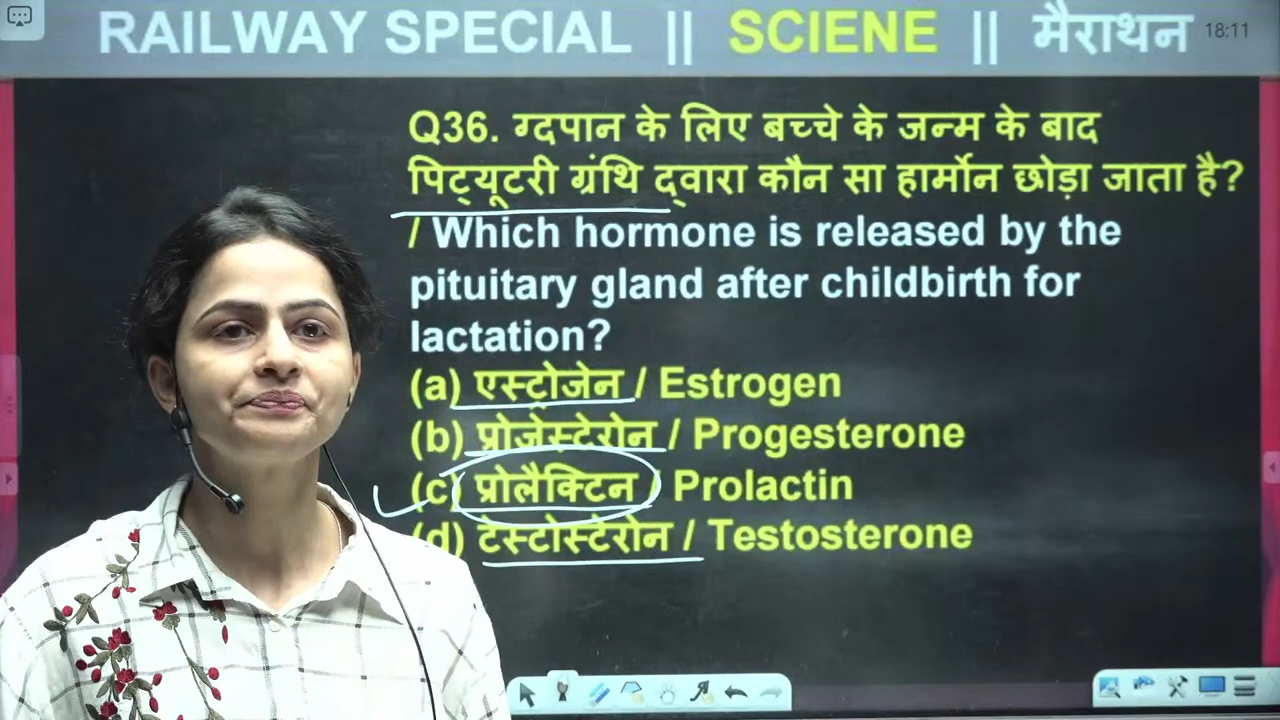 RAILWAY SPECIAL || SCIENE || मैराथन 18:11
Q36. ग्दपान के लिए बच्चे के जन्म के बाद
पिट्यूटरी ग्रंथि द्वारा कौन सा हार्मोन छोड़ा जाता है?
/ Which hormone is released by the
pituitary gland after childbirth for
lactation?
(a) एस्ट्रोजेन / Estrogen
(b) प्रोजेस्टेरोन / Progesterone
(c) प्रोलैक्टिन / Prolactin
(d) टेस्टोस्टेरोन / Testosterone